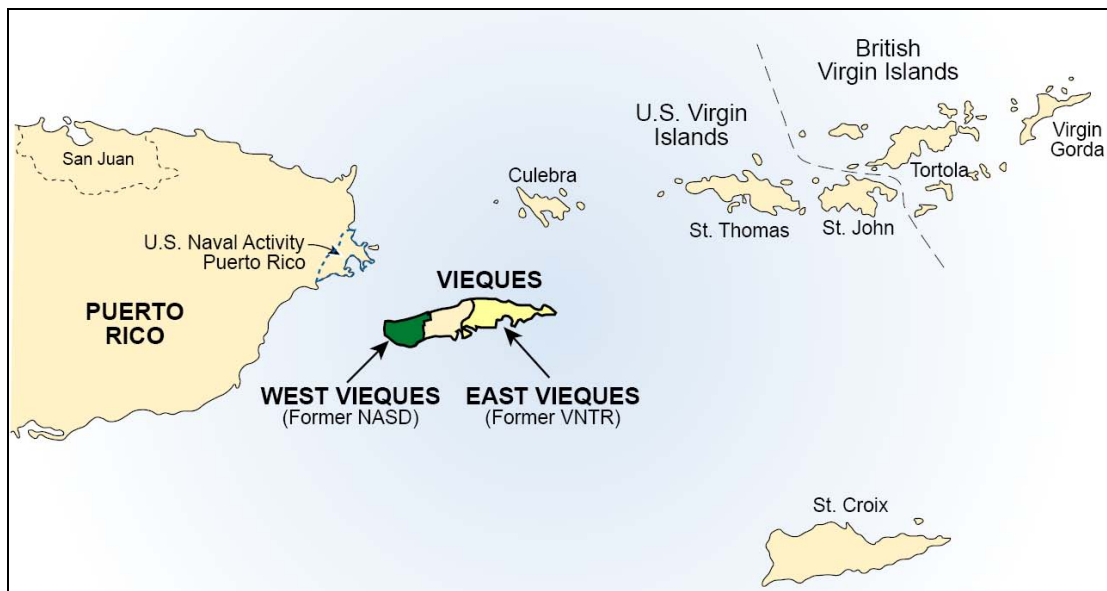 British
Virgin Islands
U.S. Virgin
Islands
Virgin
Gorda
San Juan
Culebra
Tortola
St. Thomas
St. John
U.S. Naval Activity
Puerto Rico
VIEQUES
PUERTO
RICO
WEST VIEQUES
(Former NASD)
EAST VIEQUES
(Former VNTR)
St. Croix